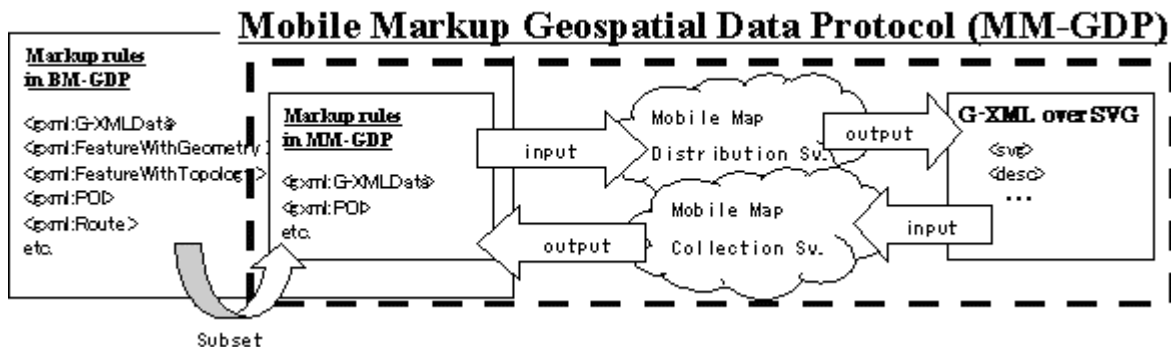 Mobile Markup Geospatial Data Protocol (MM-GDP)
Markup rules
in BM-GDP
<gxml:G-XMLData>
<gxml:FeatureWithGeometry>
<gxml:FeatureWithTopology>
<gxml:POI>
<gxml:Route>
etc.
Markup rules
in MM-GDP
<gxml:G-XMLData>
<gxml:POI>
etc.
input
output
Mobile Map
Distribution Sv.
Mobile Map
Collection Sv.
output
input
G-XML over SVG
<svg>
<desc>
...
Subset